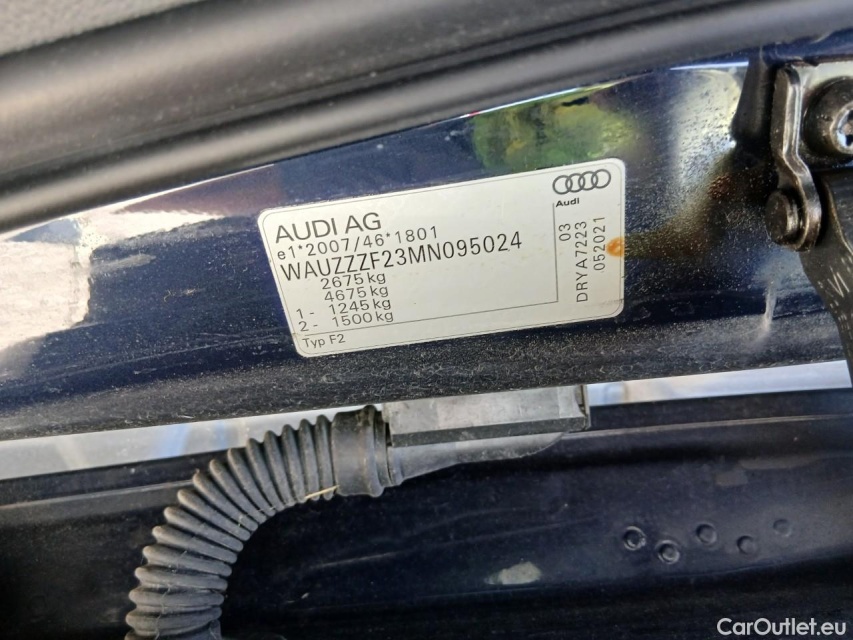 Audi
AUDI AG
e1*2007/46*1801
WAUZZZF23MN095024
2675 kg
4675 kg
1- 1245 kg
2- 1500 kg
Typ F2
03
DRYA7223
052021
CarOutlet.eu